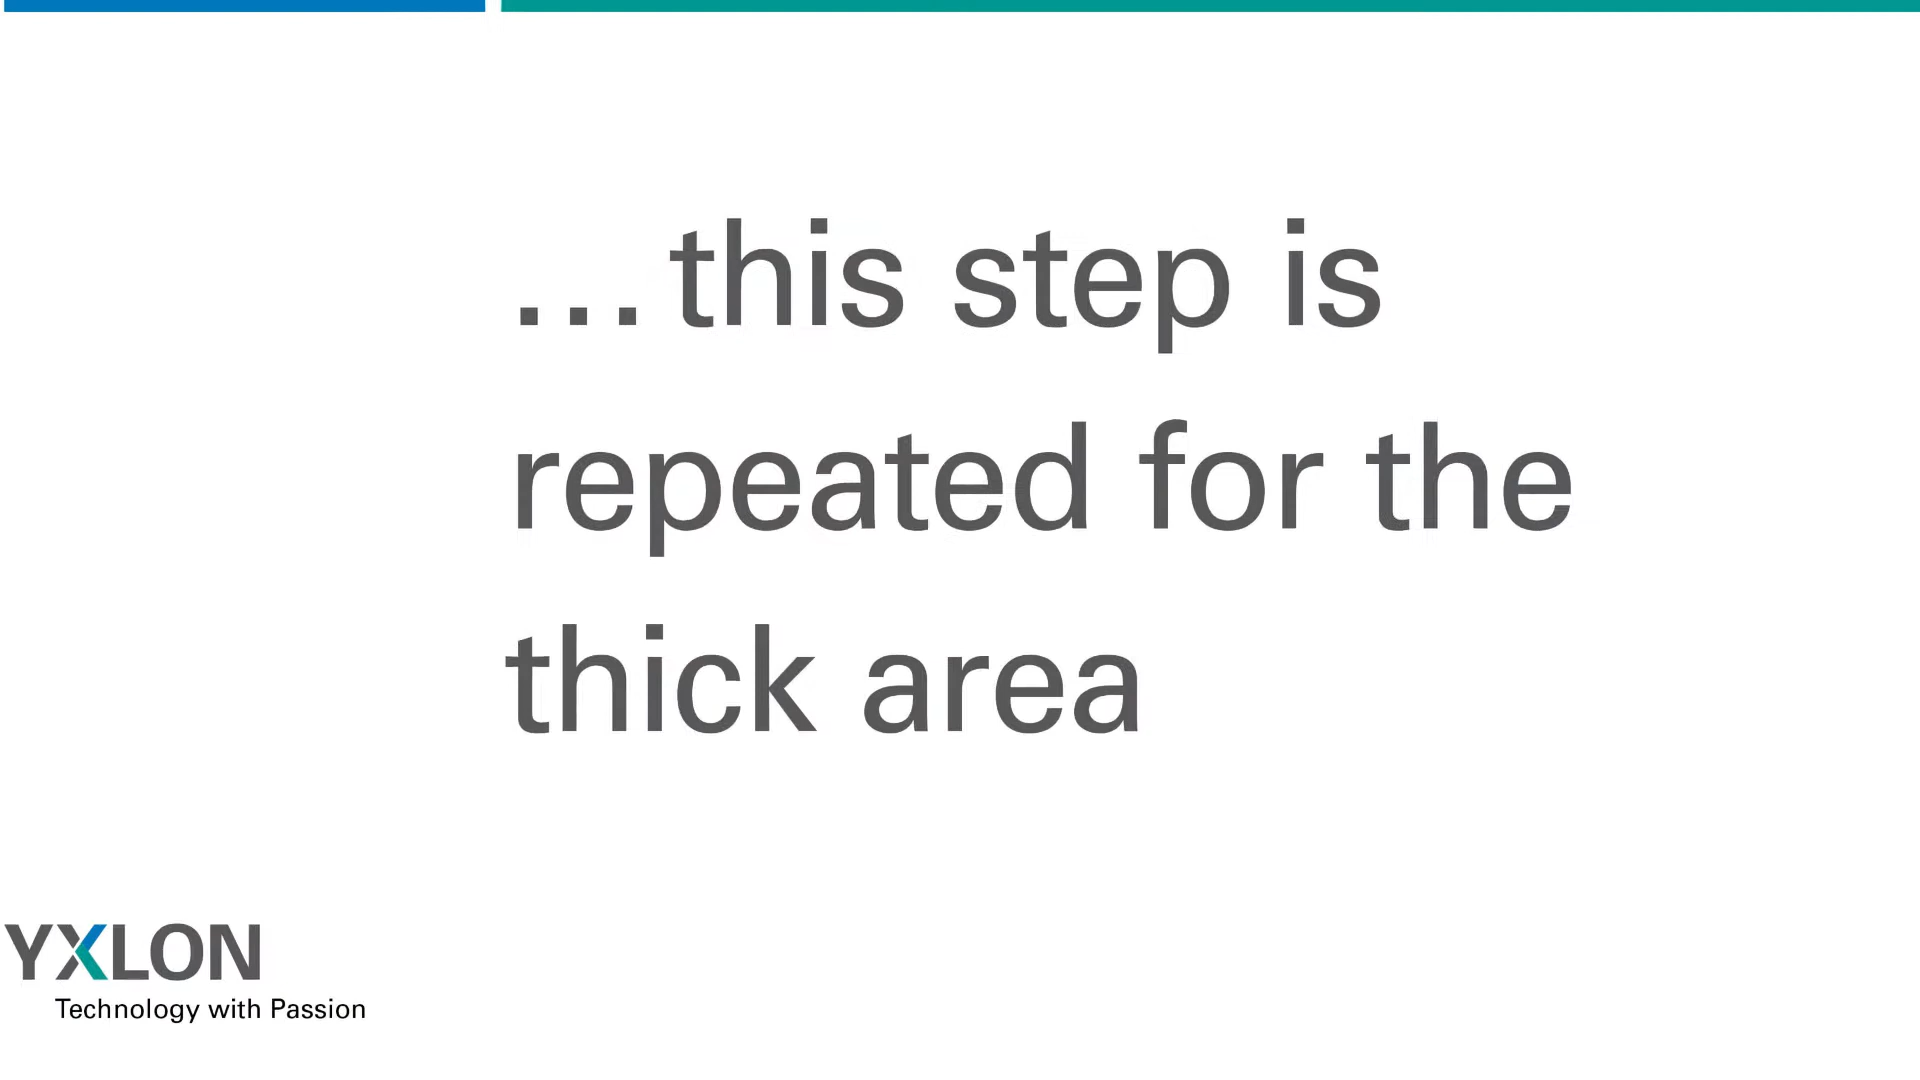 ...this step is
repeated for the
thick area
YXLON
Technology with Passion